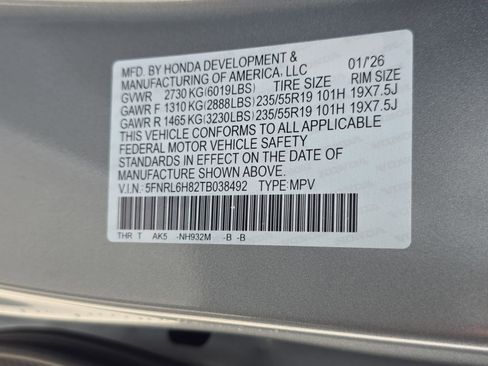 MFD. BY HONDA DEVELOPMENT & 01/'26
MANUFACTURING OF AMERICA, LLC
GVWR 2730 KG(6019LBS) TIRE SIZE RIM SIZE
GAWR F 1310 KG(2888LBS) 235/55R19 101H 19X7.5J
GAWR R 1465 KG(3230LBS) 235/55R19 101H 19X7.5J
THIS VEHICLE CONFORMS TO ALL APPLICABLE
FEDERAL MOTOR VEHICLE SAFETY
STANDARDS IN EFFECT ON THE DATE OF
MANUFACTURE SHOWN ABOVE.
V.I.N.: 5FNRL6H82TB038492 TYPE: MPV
THR T AK5 -NH932M -B -B